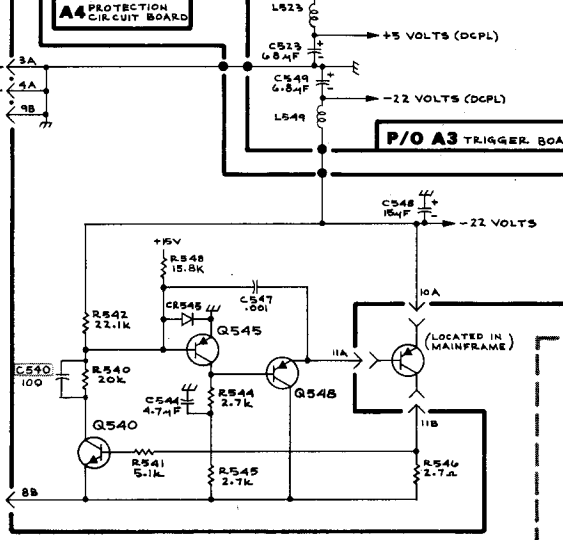 L523
A4 PROTECTION
CIRCUIT BOARD
+5 VOLTS (DCPL)
C523
68µF
3A
C549
6.8µF
4A
-22 VOLTS (DCPL)
9B
L549
P/O A3 TRIGGER BOA
C548
15µF
-22 VOLTS
+15V
R548
15.8K
C547
.001
10A
CR545
R542
22.1K
Q545
(LOCATED IN
MAINFRAME)
11A
C540
100
R540
20K
C544
4.7µF
R544
2.7K
Q548
Q540
11B
R541
5.1K
R545
2.7K
R546
2.7Ω
8B